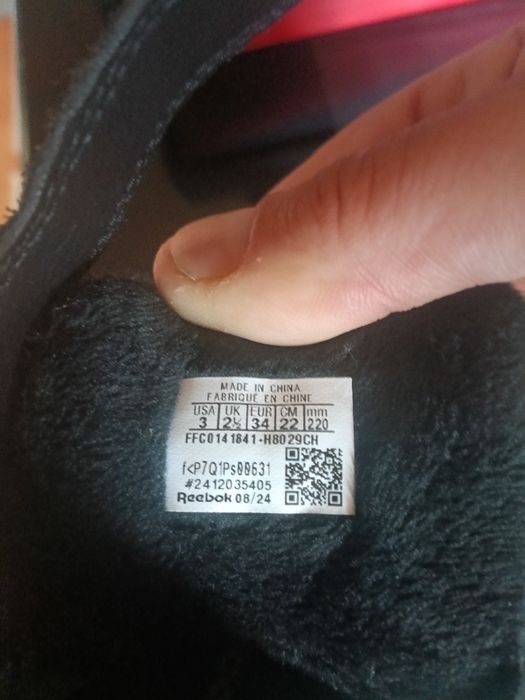 MADE IN CHINA
FABRIQUÉ EN CHINE
USA UK EUR CM mm
3 2½ 34 22 220
FFC0141841-H8029CH
f<P7Q1Ps00631
#2412035405
Reebok 08/24